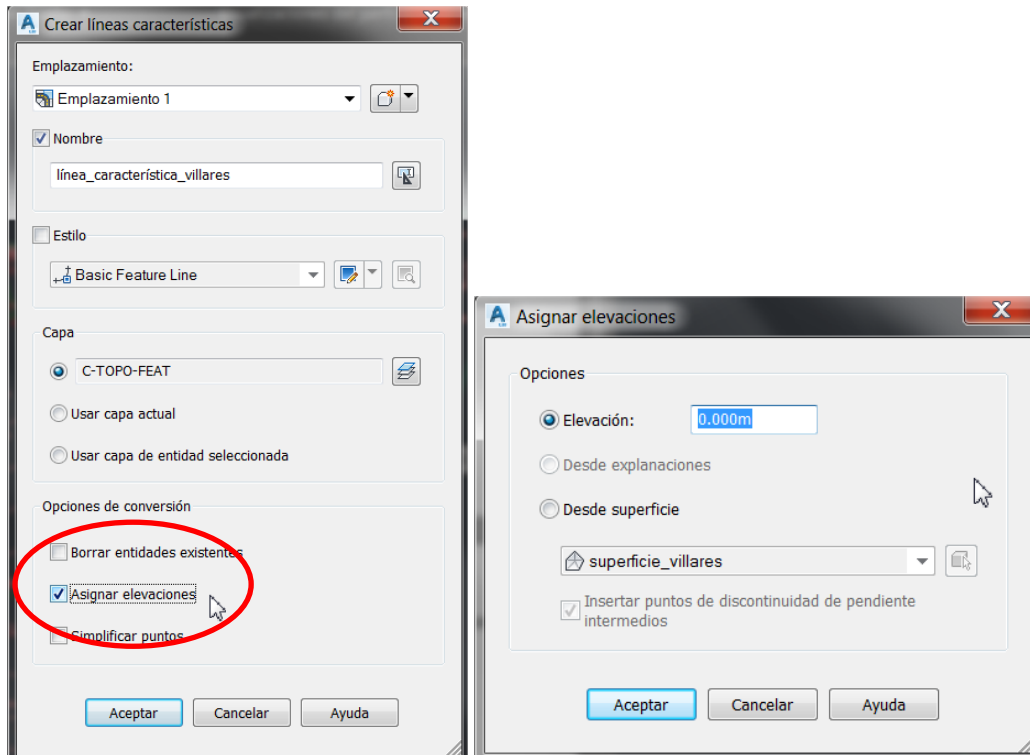 Crear líneas características
Emplazamiento:
Emplazamiento 1
Nombre
línea_característica_villares
Estilo
Basic Feature Line
Capa
C-TOPO-FEAT
Usar capa actual
Usar capa de entidad seleccionada
Opciones de conversión
Borrar entidades existentes
Asignar elevaciones
Simplificar puntos
Aceptar Cancelar Ayuda
Asignar elevaciones
Opciones
Elevación: 0.000m
Desde explanaciones
Desde superficie
superficie_villares
Insertar puntos de discontinuidad de pendiente
intermedios
Aceptar Cancelar Ayuda